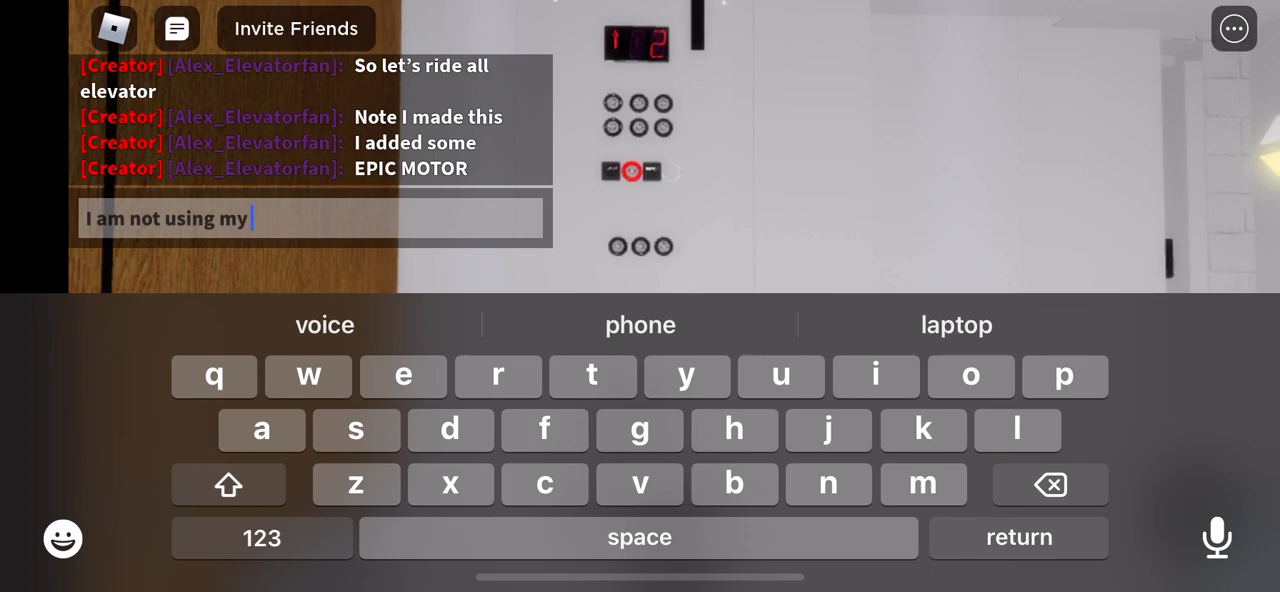 Invite Friends
[Creator] [Alex_Elevatorfan]: So let's ride all
elevator
[Creator] [Alex_Elevatorfan]: Note I made this
[Creator] [Alex_Elevatorfan]: I added some
[Creator] [Alex_Elevatorfan]: EPIC MOTOR
I am not using my
2
voice phone laptop
q w e r t y u i o p
a s d f g h j k l
z x c v b n m
123 space return